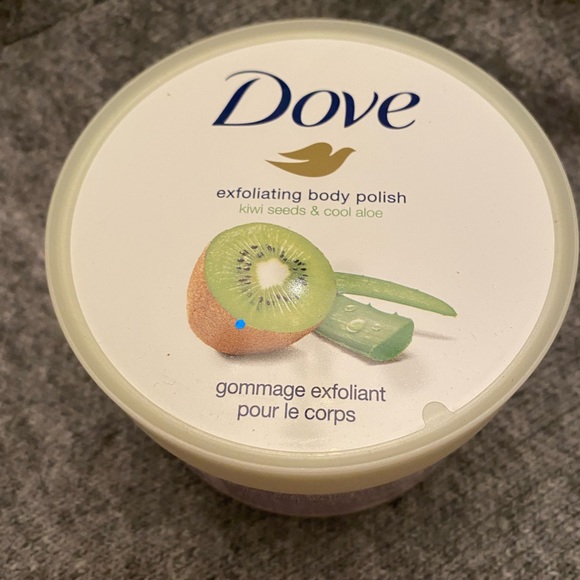 Dove
exfoliating body polish
kiwi seeds & cool aloe
gommage exfoliant
pour le corps